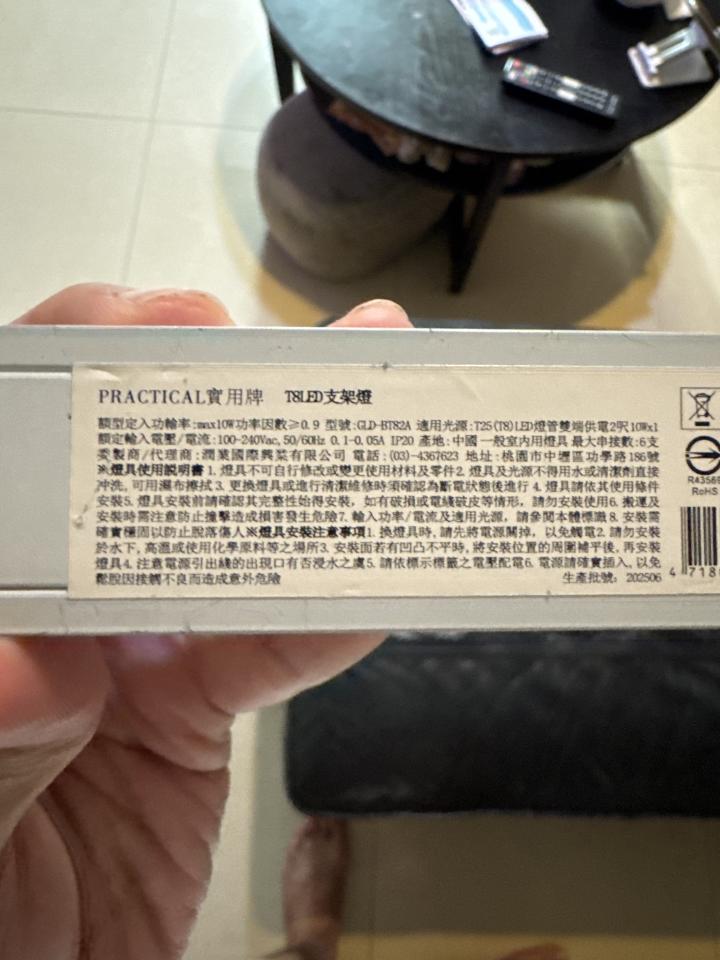 PRACTICAL實用牌 T8LED支架燈
額型定入功輸率:max10W功率因數≥0.9 型號:GLD-BT82A 適用光源:T25(T8)LED燈管雙端供電2呎10Wx1
額定輸入電壓/電流:100-240Vac,50/60Hz 0.1-0.05A IP20 產地:中國 一般室內用燈具 最大串接數:6支
委製商/代理商:潤業國際興業有限公司 電話:(03)-4367623 地址:桃園市中壢區功學路186號
※燈具使用説明書 1. 燈具不可自行修改或變更使用材料及零件2. 燈具及光源不得用水或清潔劑直接
冲洗, 可用濕布擦拭 3. 更換燈具或進行清潔維修時須確認為斷電狀態後進行 4. 燈具請依其使用條件
安裝5. 燈具安裝前請確認其完整性始得安裝, 如有破損或電綫破皮等情形, 請勿安裝使用6. 搬運及
安裝時需注意防止撞擊造成損害發生危險7. 輸入功率/電流及適用光源, 請參閱本體標識8. 安裝需
確實穩固以防止脫落傷人※燈具安裝注意事項1. 換燈具時, 請先將電源關掉, 以免觸電2. 請勿安裝
於水下, 高溫或使用化學原料等之場所3. 安裝面若有凹凸不平時, 將安裝位置的周圍補平後, 再安裝
燈具4. 注意電源引出綫的出現口有否浸水之虞5. 請依標示標籤之電壓配電6. 電源請確實插入, 以免
鬆脫因接觸不良而造成意外危險 生產批號: 202506
R43569
RoHS
4 718